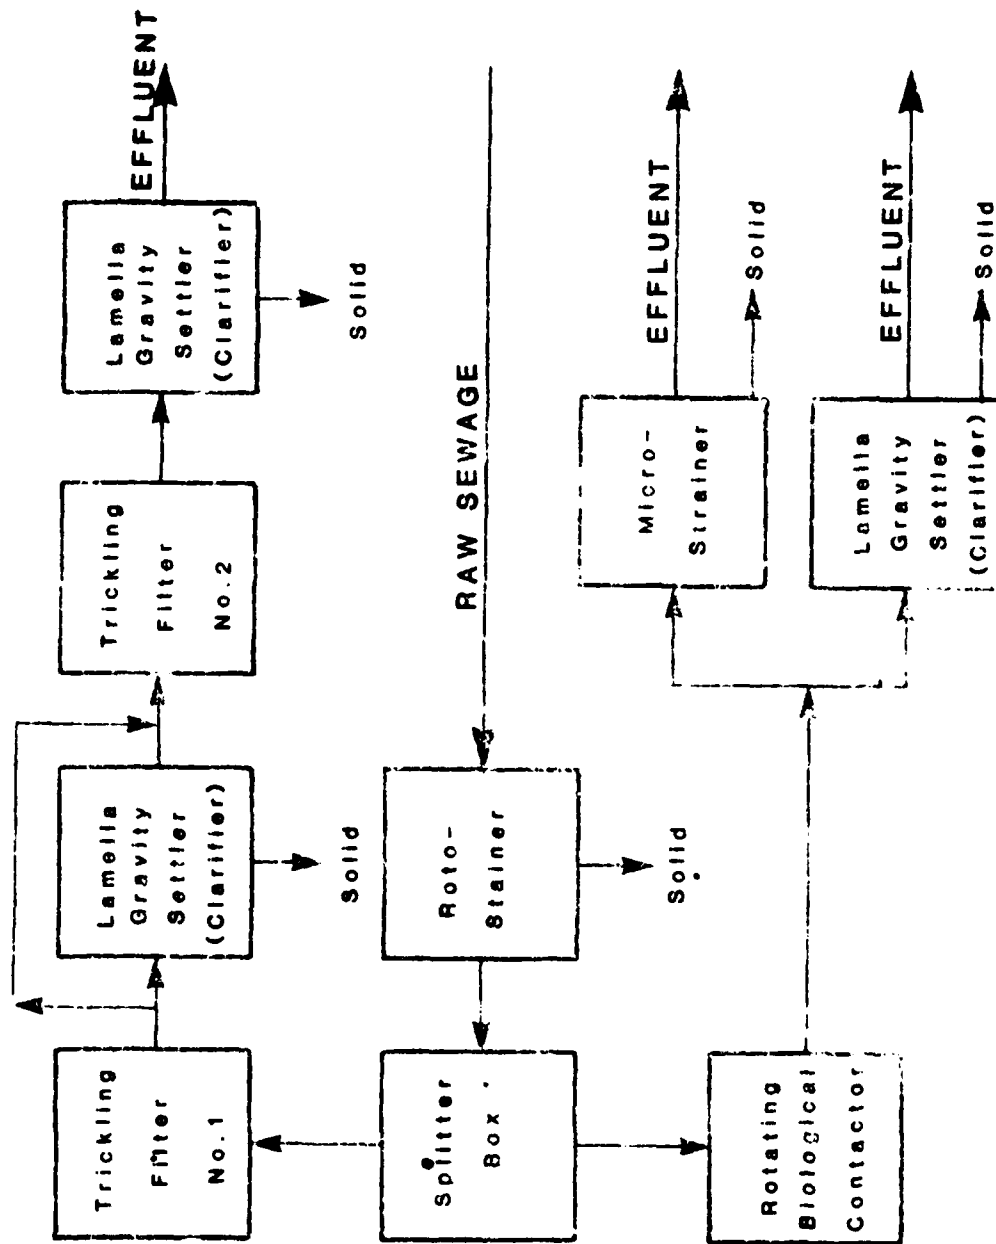 Trickling
Filter
No.1
Lamella
Gravity
Settler
(Clarifier)
Solid
Trickling
Filter
No.2
Lamella
Gravity
Settler
(Clarifier)
Solid
EFFLUENT
RAW SEWAGE
Roto-
Stainer
Solid
Splitter
Box
Rotating
Biological
Contactor
Micro-
Strainer
EFFLUENT
Solid
Lamella
Gravity
Settler
(Clarifier)
EFFLUENT
Solid